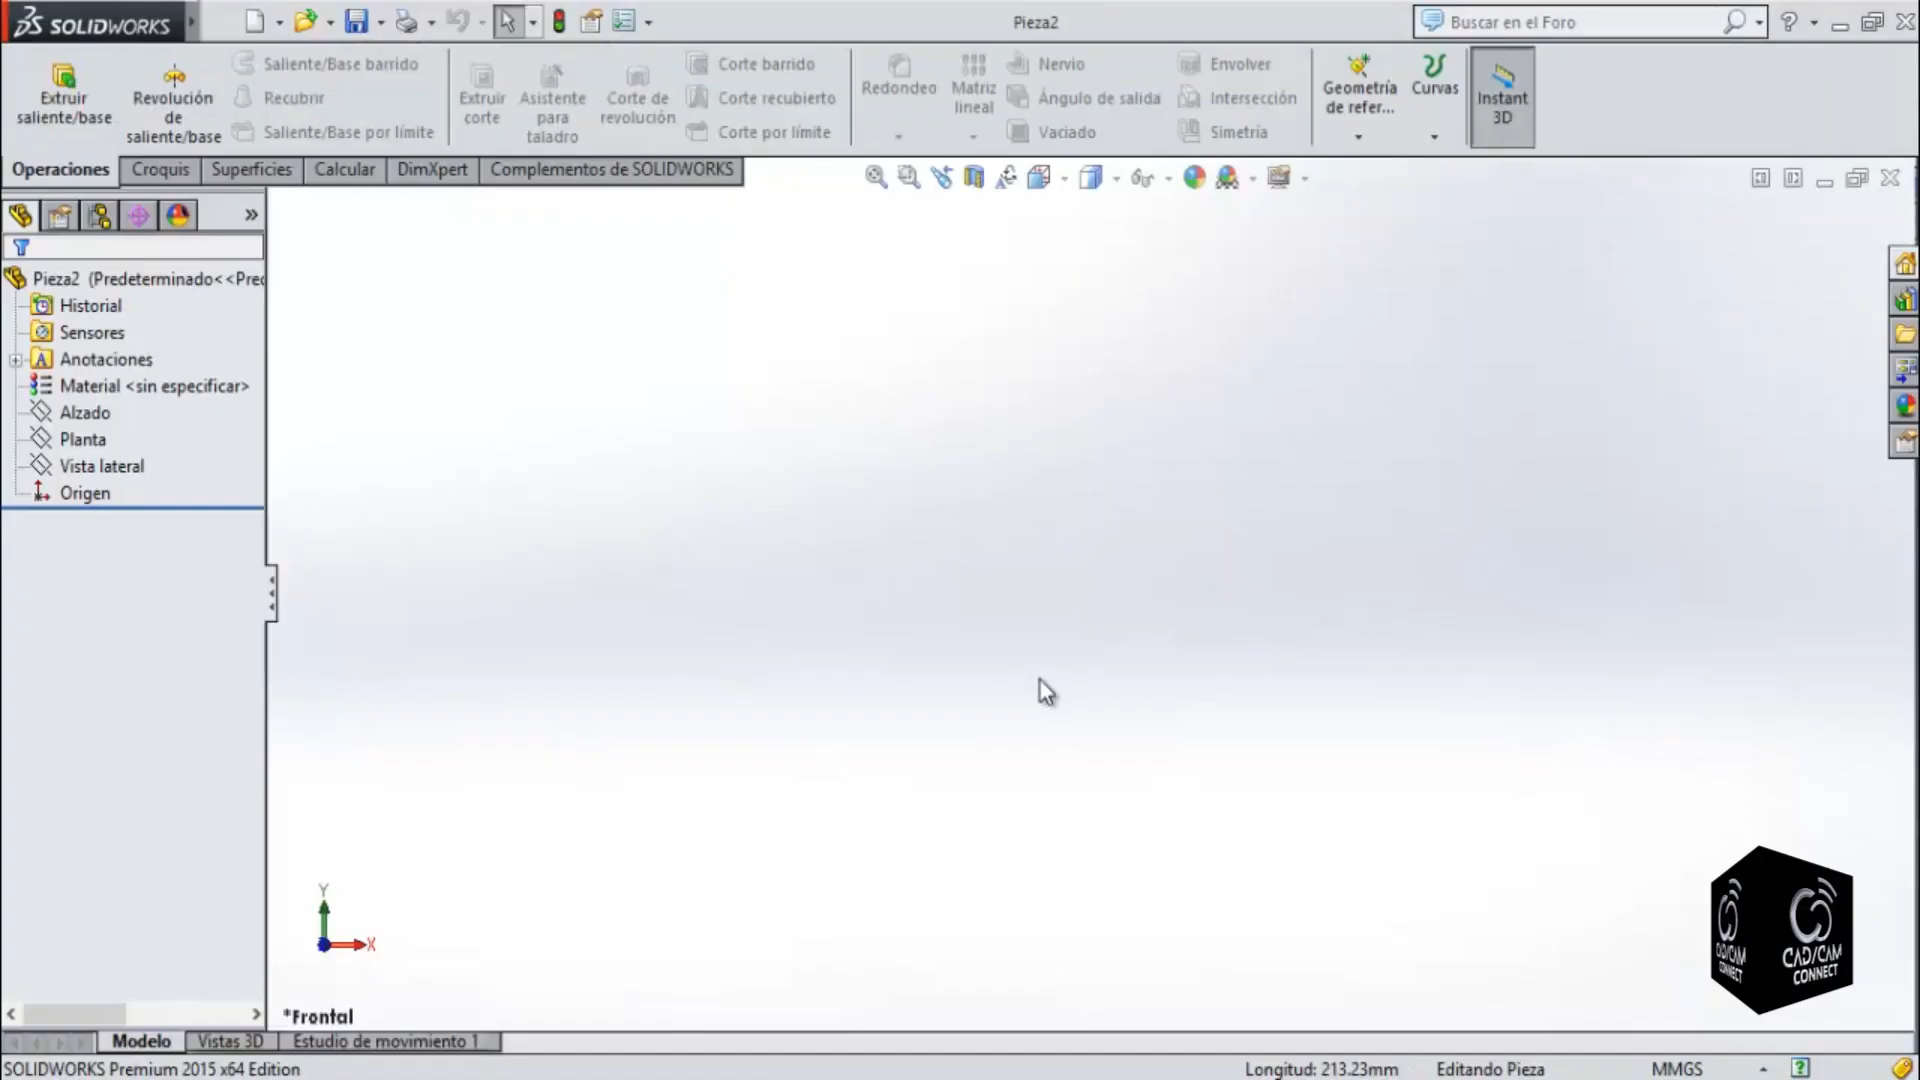 SOLIDWORKS
Pieza2
Buscar en el Foro
Extruir
saliente/base
Revolución
de
saliente/base
Saliente/Base barrido
Recubrir
Saliente/Base por límite
Extruir
corte
Asistente
para
taladro
Corte de
revolución
Corte barrido
Corte recubierto
Corte por límite
Redondeo
Matriz
lineal
Nervio
Ángulo de salida
Vaciado
Envolver
Intersección
Simetría
Geometría
de refer...
Curvas
Instant
3D
Operaciones
Croquis
Superficies
Calcular
DimXpert
Complementos de SOLIDWORKS
Pieza2 (Predeterminado<<Pred
Historial
Sensores
Anotaciones
Material <sin especificar>
Alzado
Planta
Vista lateral
Origen
Y
X
*Frontal
CAD/CAM
CONNECT
CAD/CAM
CONNECT
Modelo
Vistas 3D
Estudio de movimiento 1
SOLIDWORKS Premium 2015 x64 Edition
Longitud: 213.23mm
Editando Pieza
MMGS